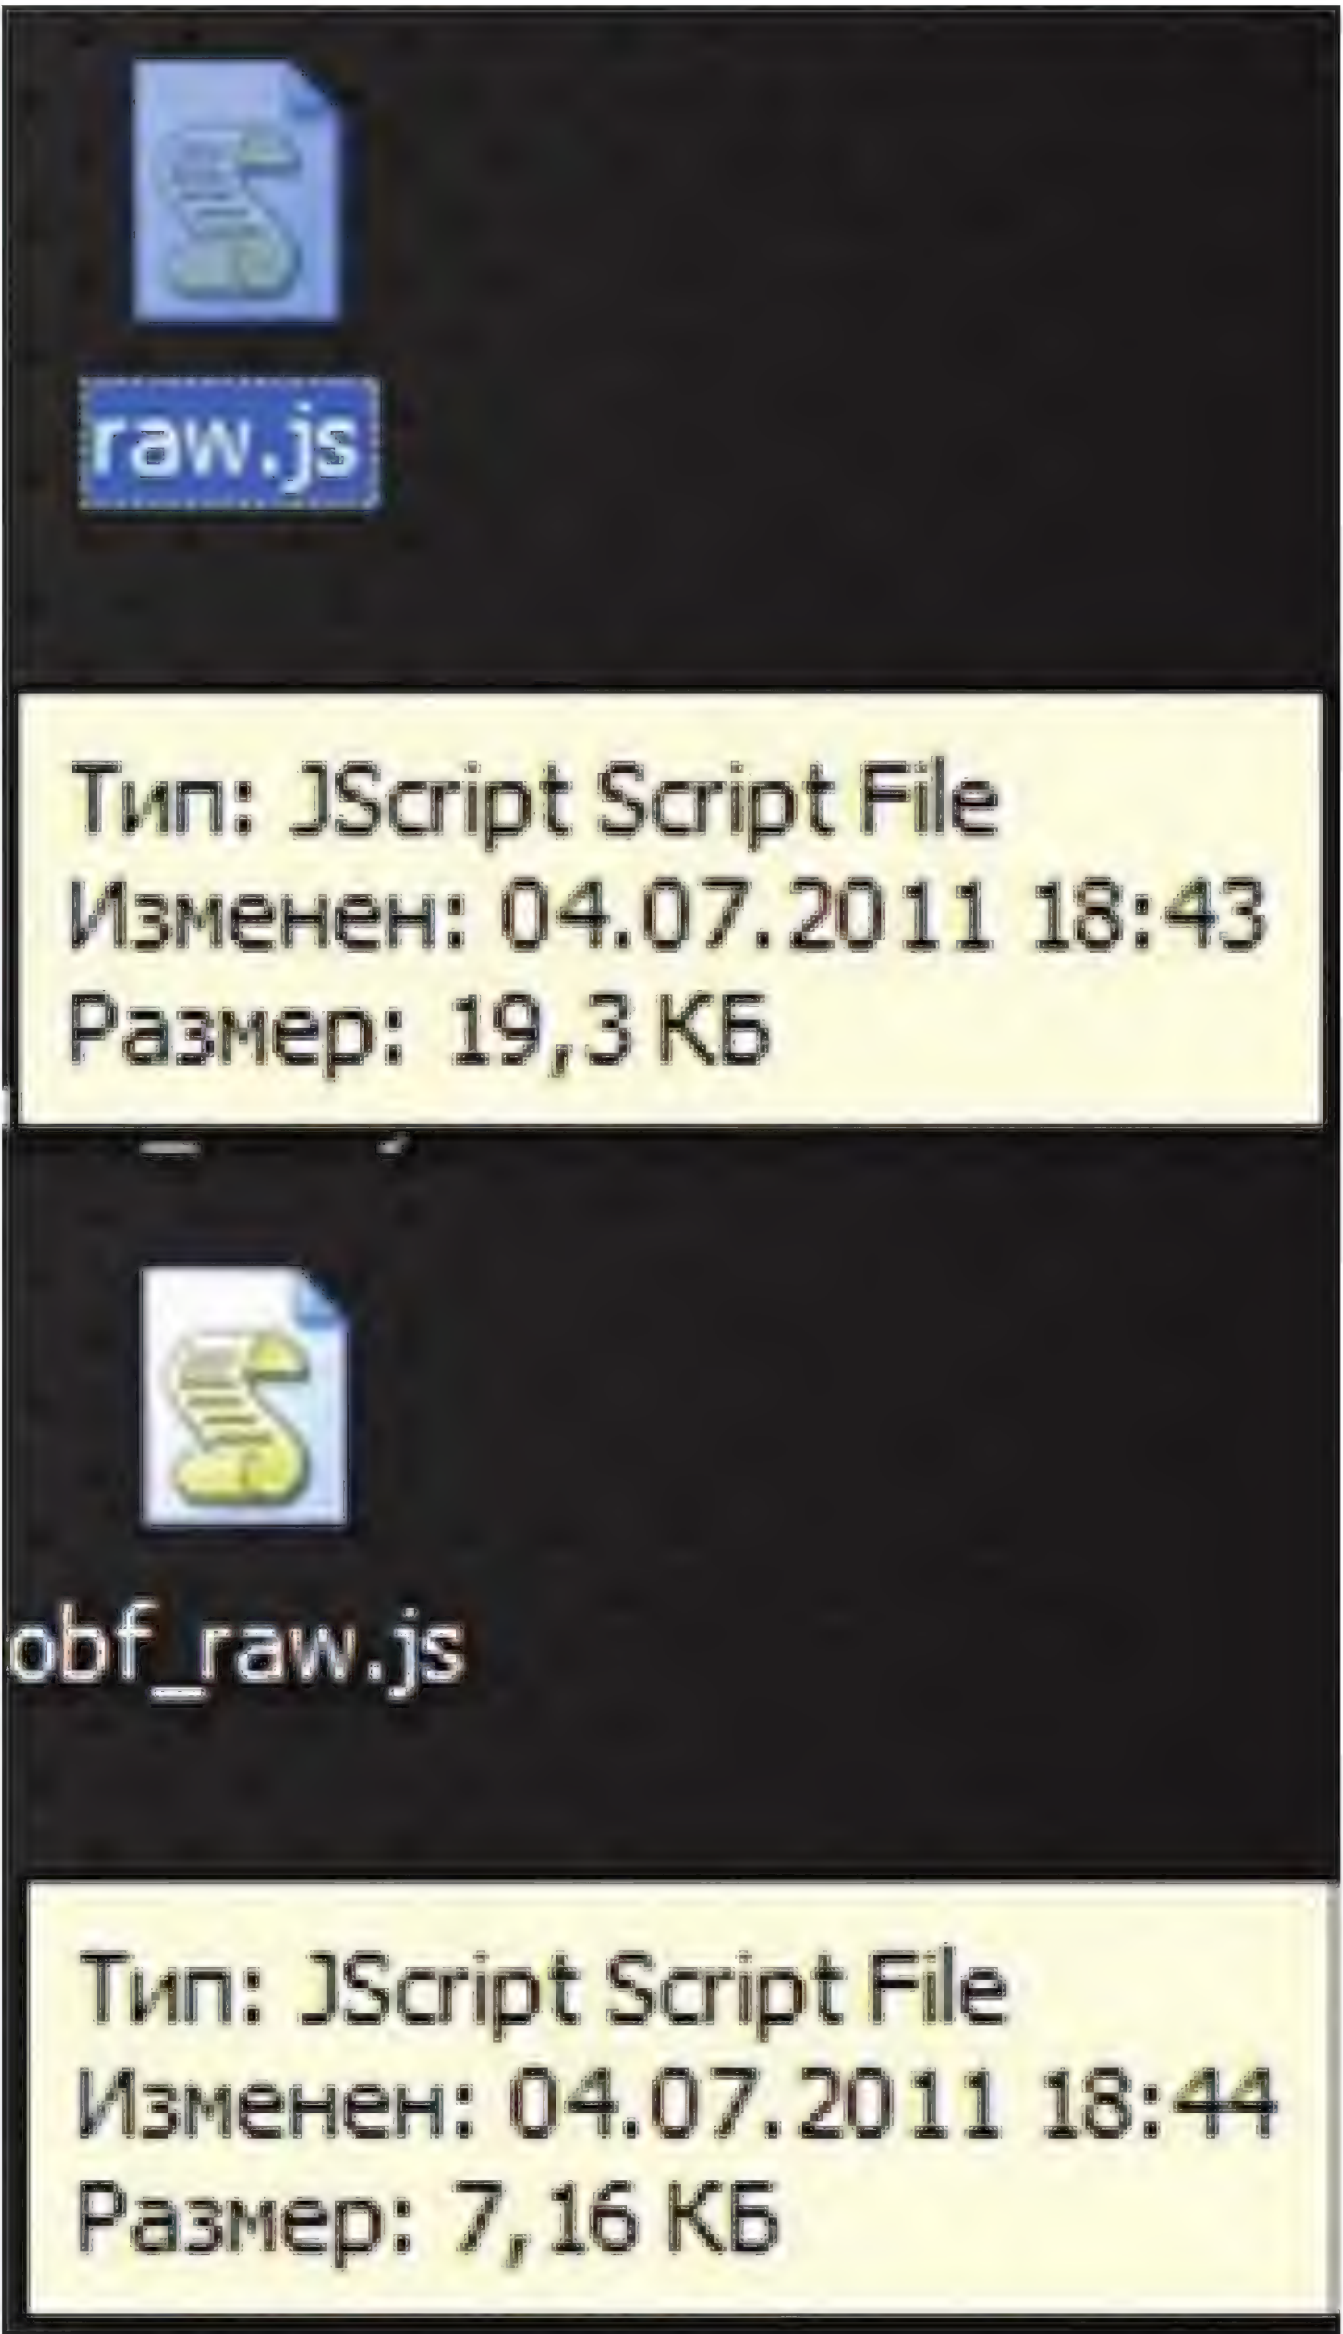 raw.js
Тип: JScript Script File
Изменен: 04.07.2011 18:43
Размер: 19,3 КБ
obf_raw.js
Тип: JScript Script File
Изменен: 04.07.2011 18:44
Размер: 7,16 КБ